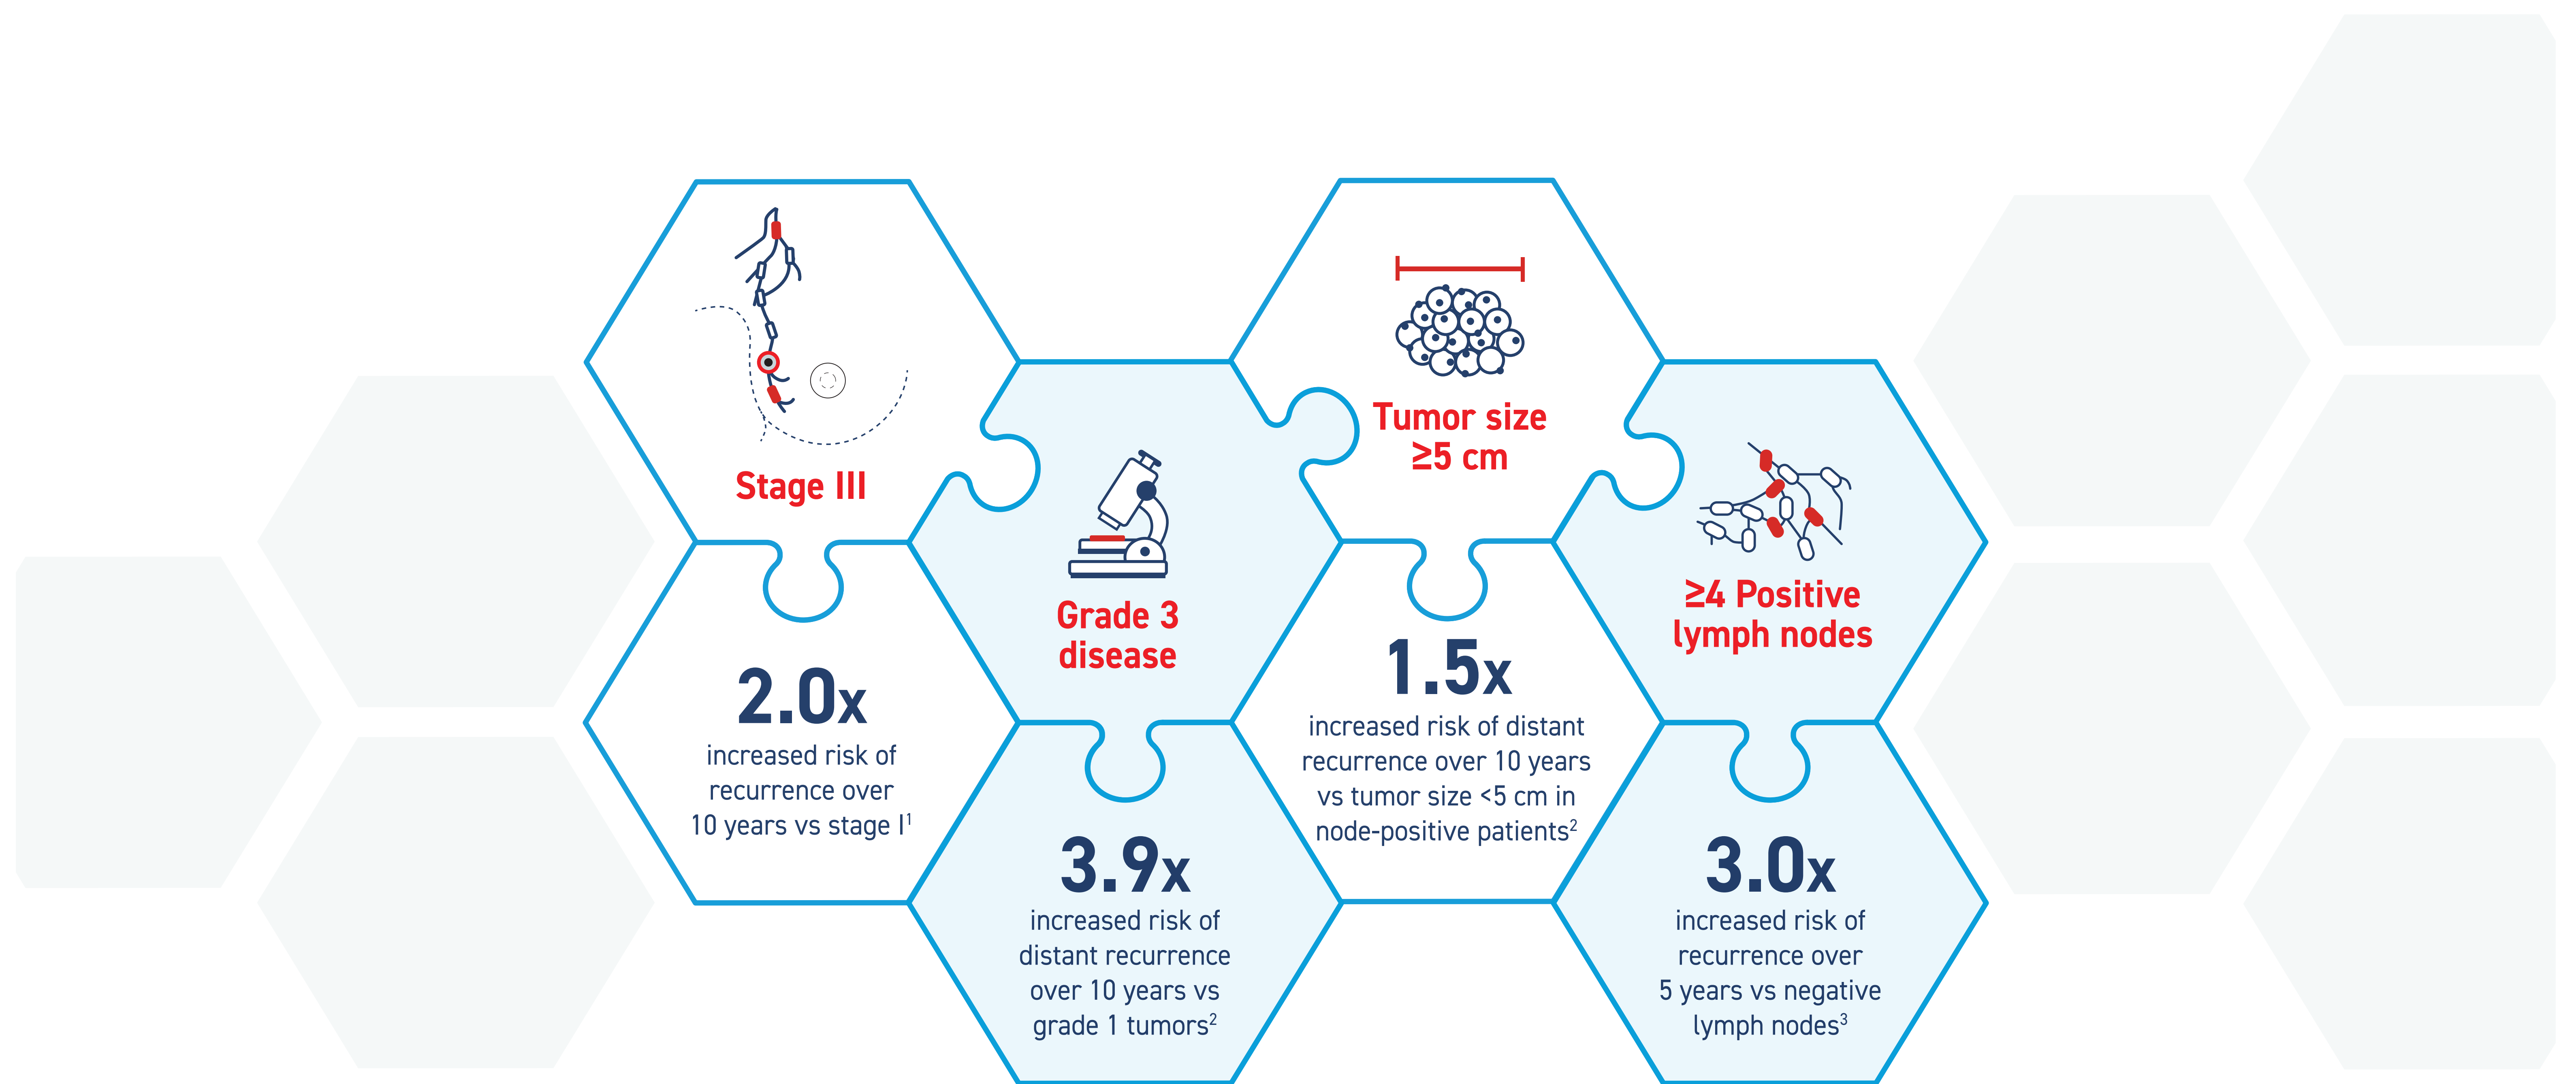 Stage III
2.0x
increased risk of
recurrence over
10 years vs stage I¹
Grade 3
disease
3.9x
increased risk of
distant recurrence
over 10 years vs
grade 1 tumors²
Tumor size
≥5 cm
1.5x
increased risk of distant
recurrence over 10 years
vs tumor size <5 cm in
node-positive patients²
≥4 Positive
lymph nodes
3.0x
increased risk of
recurrence over
5 years vs negative
lymph nodes³